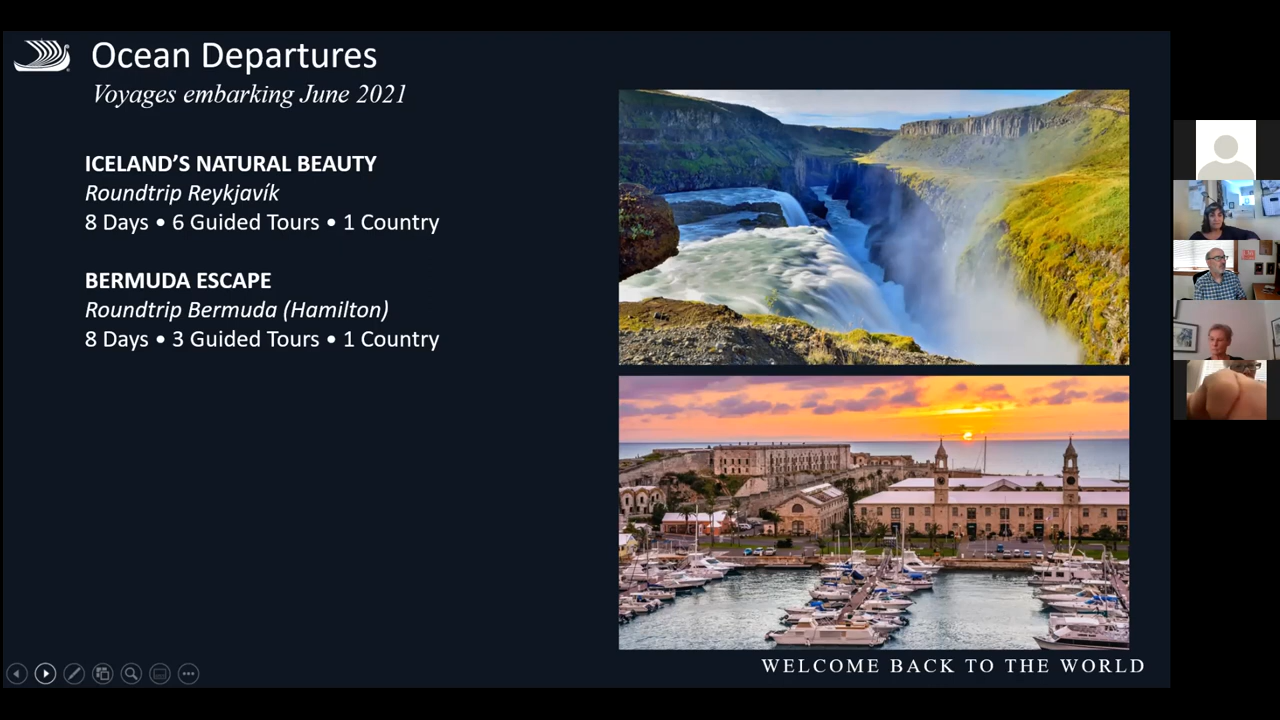 Ocean Departures
Voyages embarking June 2021
ICELAND’S NATURAL BEAUTY
Roundtrip Reykjavík
8 Days • 6 Guided Tours • 1 Country
BERMUDA ESCAPE
Roundtrip Bermuda (Hamilton)
8 Days • 3 Guided Tours • 1 Country
WELCOME BACK TO THE WORLD